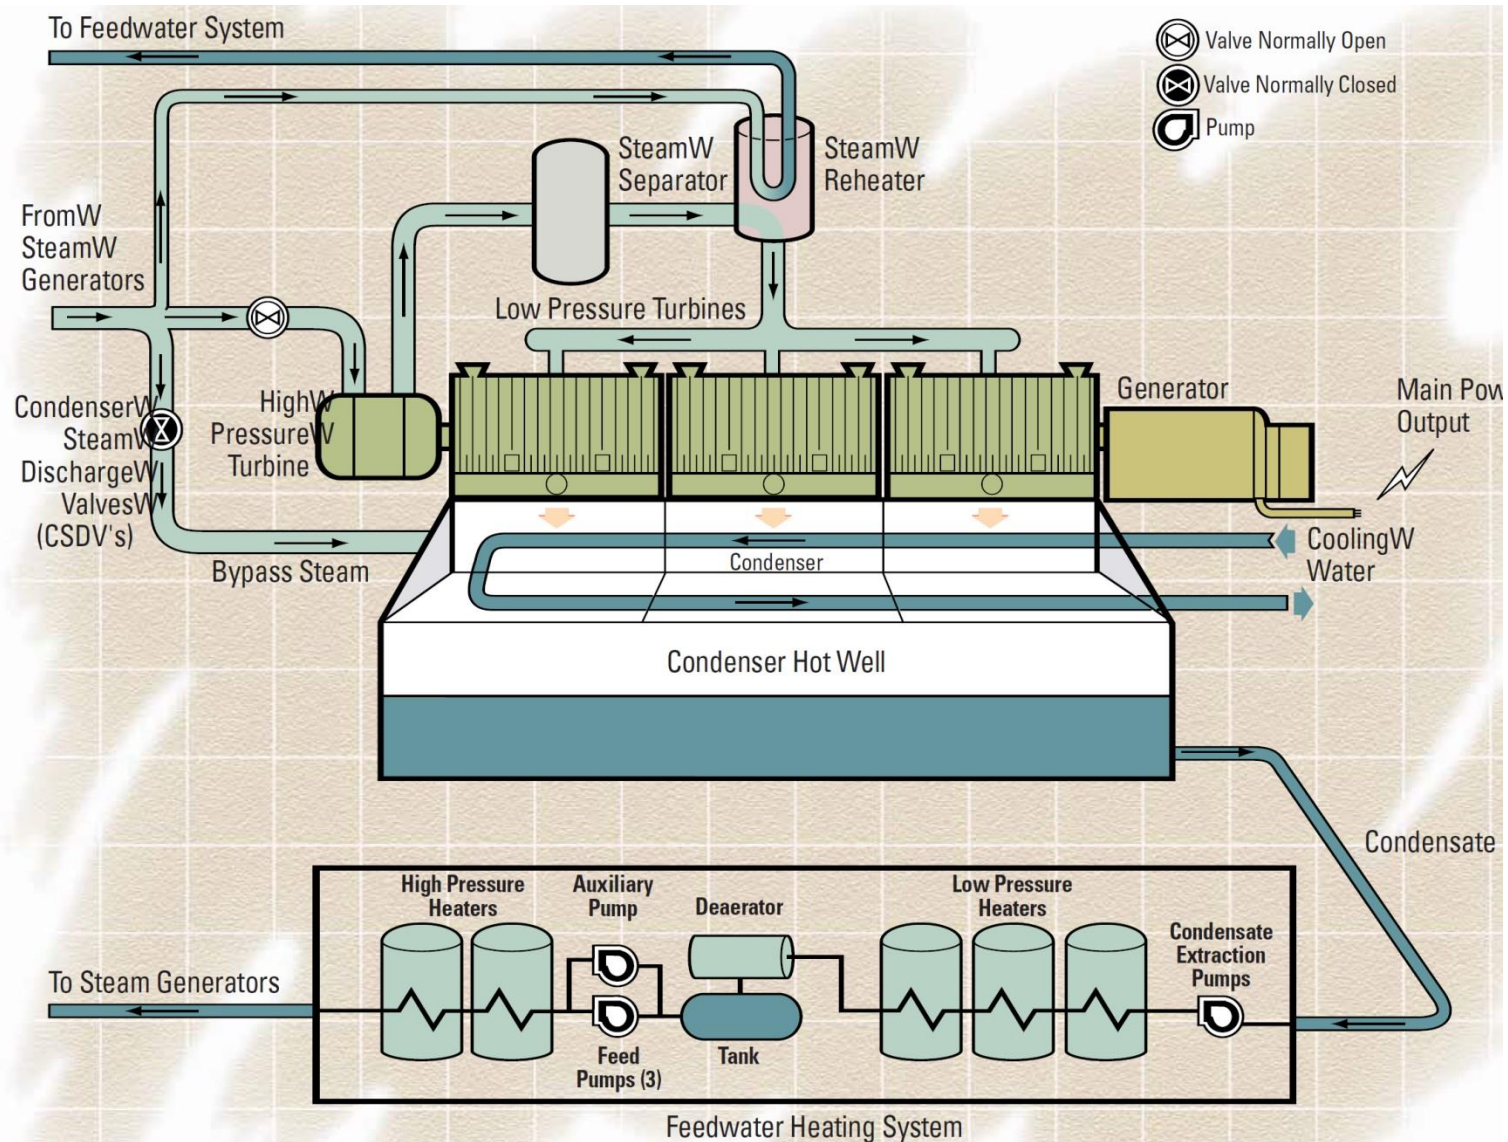 To Feedwater System
Valve Normally Open
Valve Normally Closed
Pump
SteamW
Separator
SteamW
Reheater
FromW
SteamW
Generators
Low Pressure Turbines
CondenserW
SteamW
DischargeW
ValvesW
(CSDV's)
HighW
PressureW
Turbine
Generator
Main Pow
Output
Bypass Steam
Condenser
CoolingW
Water
Condenser Hot Well
Condensate
High Pressure
Heaters
Auxiliary
Pump
Deaerator
Low Pressure
Heaters
Condensate
Extraction
Pumps
To Steam Generators
Feed
Pumps (3)
Tank
Feedwater Heating System